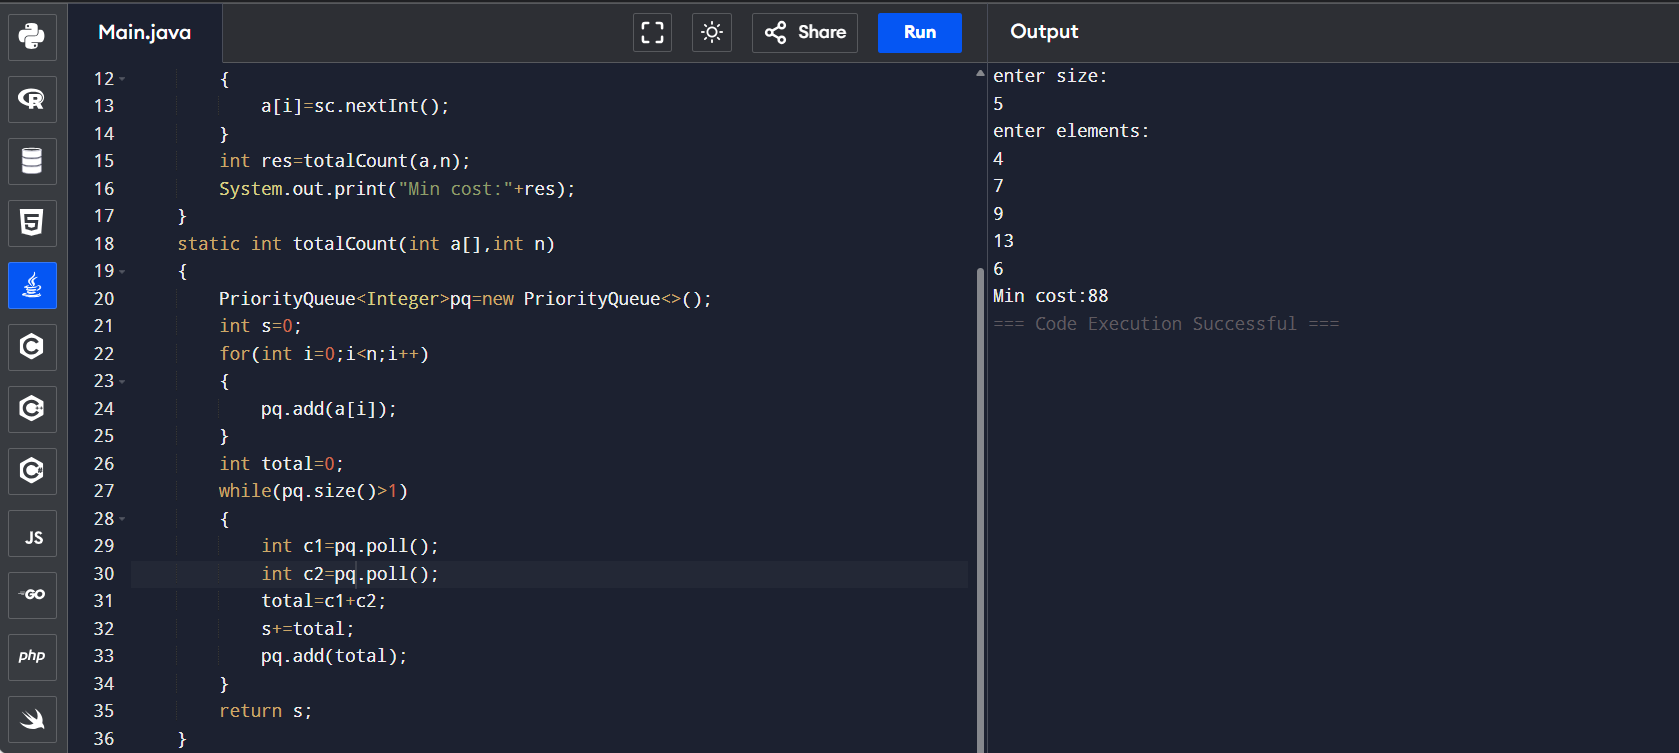 Main.java
Share
Run
Output
12 {
13 a[i]=sc.nextInt();
14 }
15 int res=totalCount(a,n);
16 System.out.print("Min cost:"+res);
17 }
18 static int totalCount(int a[],int n)
19 {
20 PriorityQueue<Integer>pq=new PriorityQueue<>();
21 int s=0;
22 for(int i=0;i<n;i++)
23 {
24 pq.add(a[i]);
25 }
26 int total=0;
27 while(pq.size()>1)
28 {
29 int c1=pq.poll();
30 int c2=pq.poll();
31 total=c1+c2;
32 s+=total;
33 pq.add(total);
34 }
35 return s;
36 }
enter size:
5
enter elements:
4
7
9
13
6
Min cost:88
=== Code Execution Successful ===
R
5
C
C
C
JS
GO
php